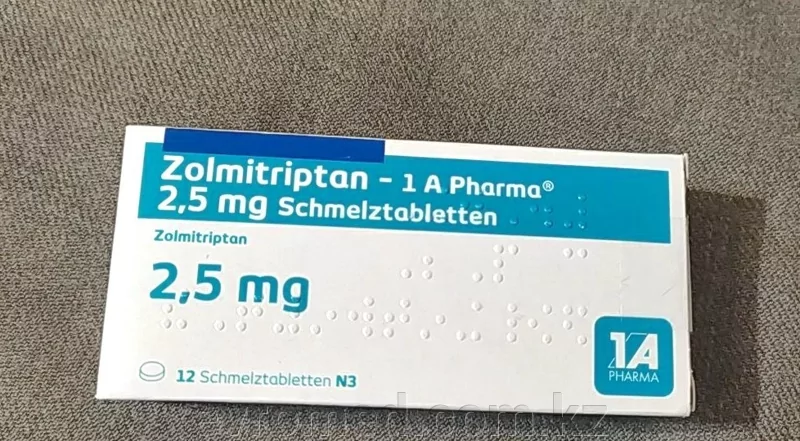 Zolmitriptan - 1 A Pharma®
2,5 mg Schmelztabletten
Zolmitriptan
2,5 mg
1A
PHARMA
12 Schmelztabletten N3